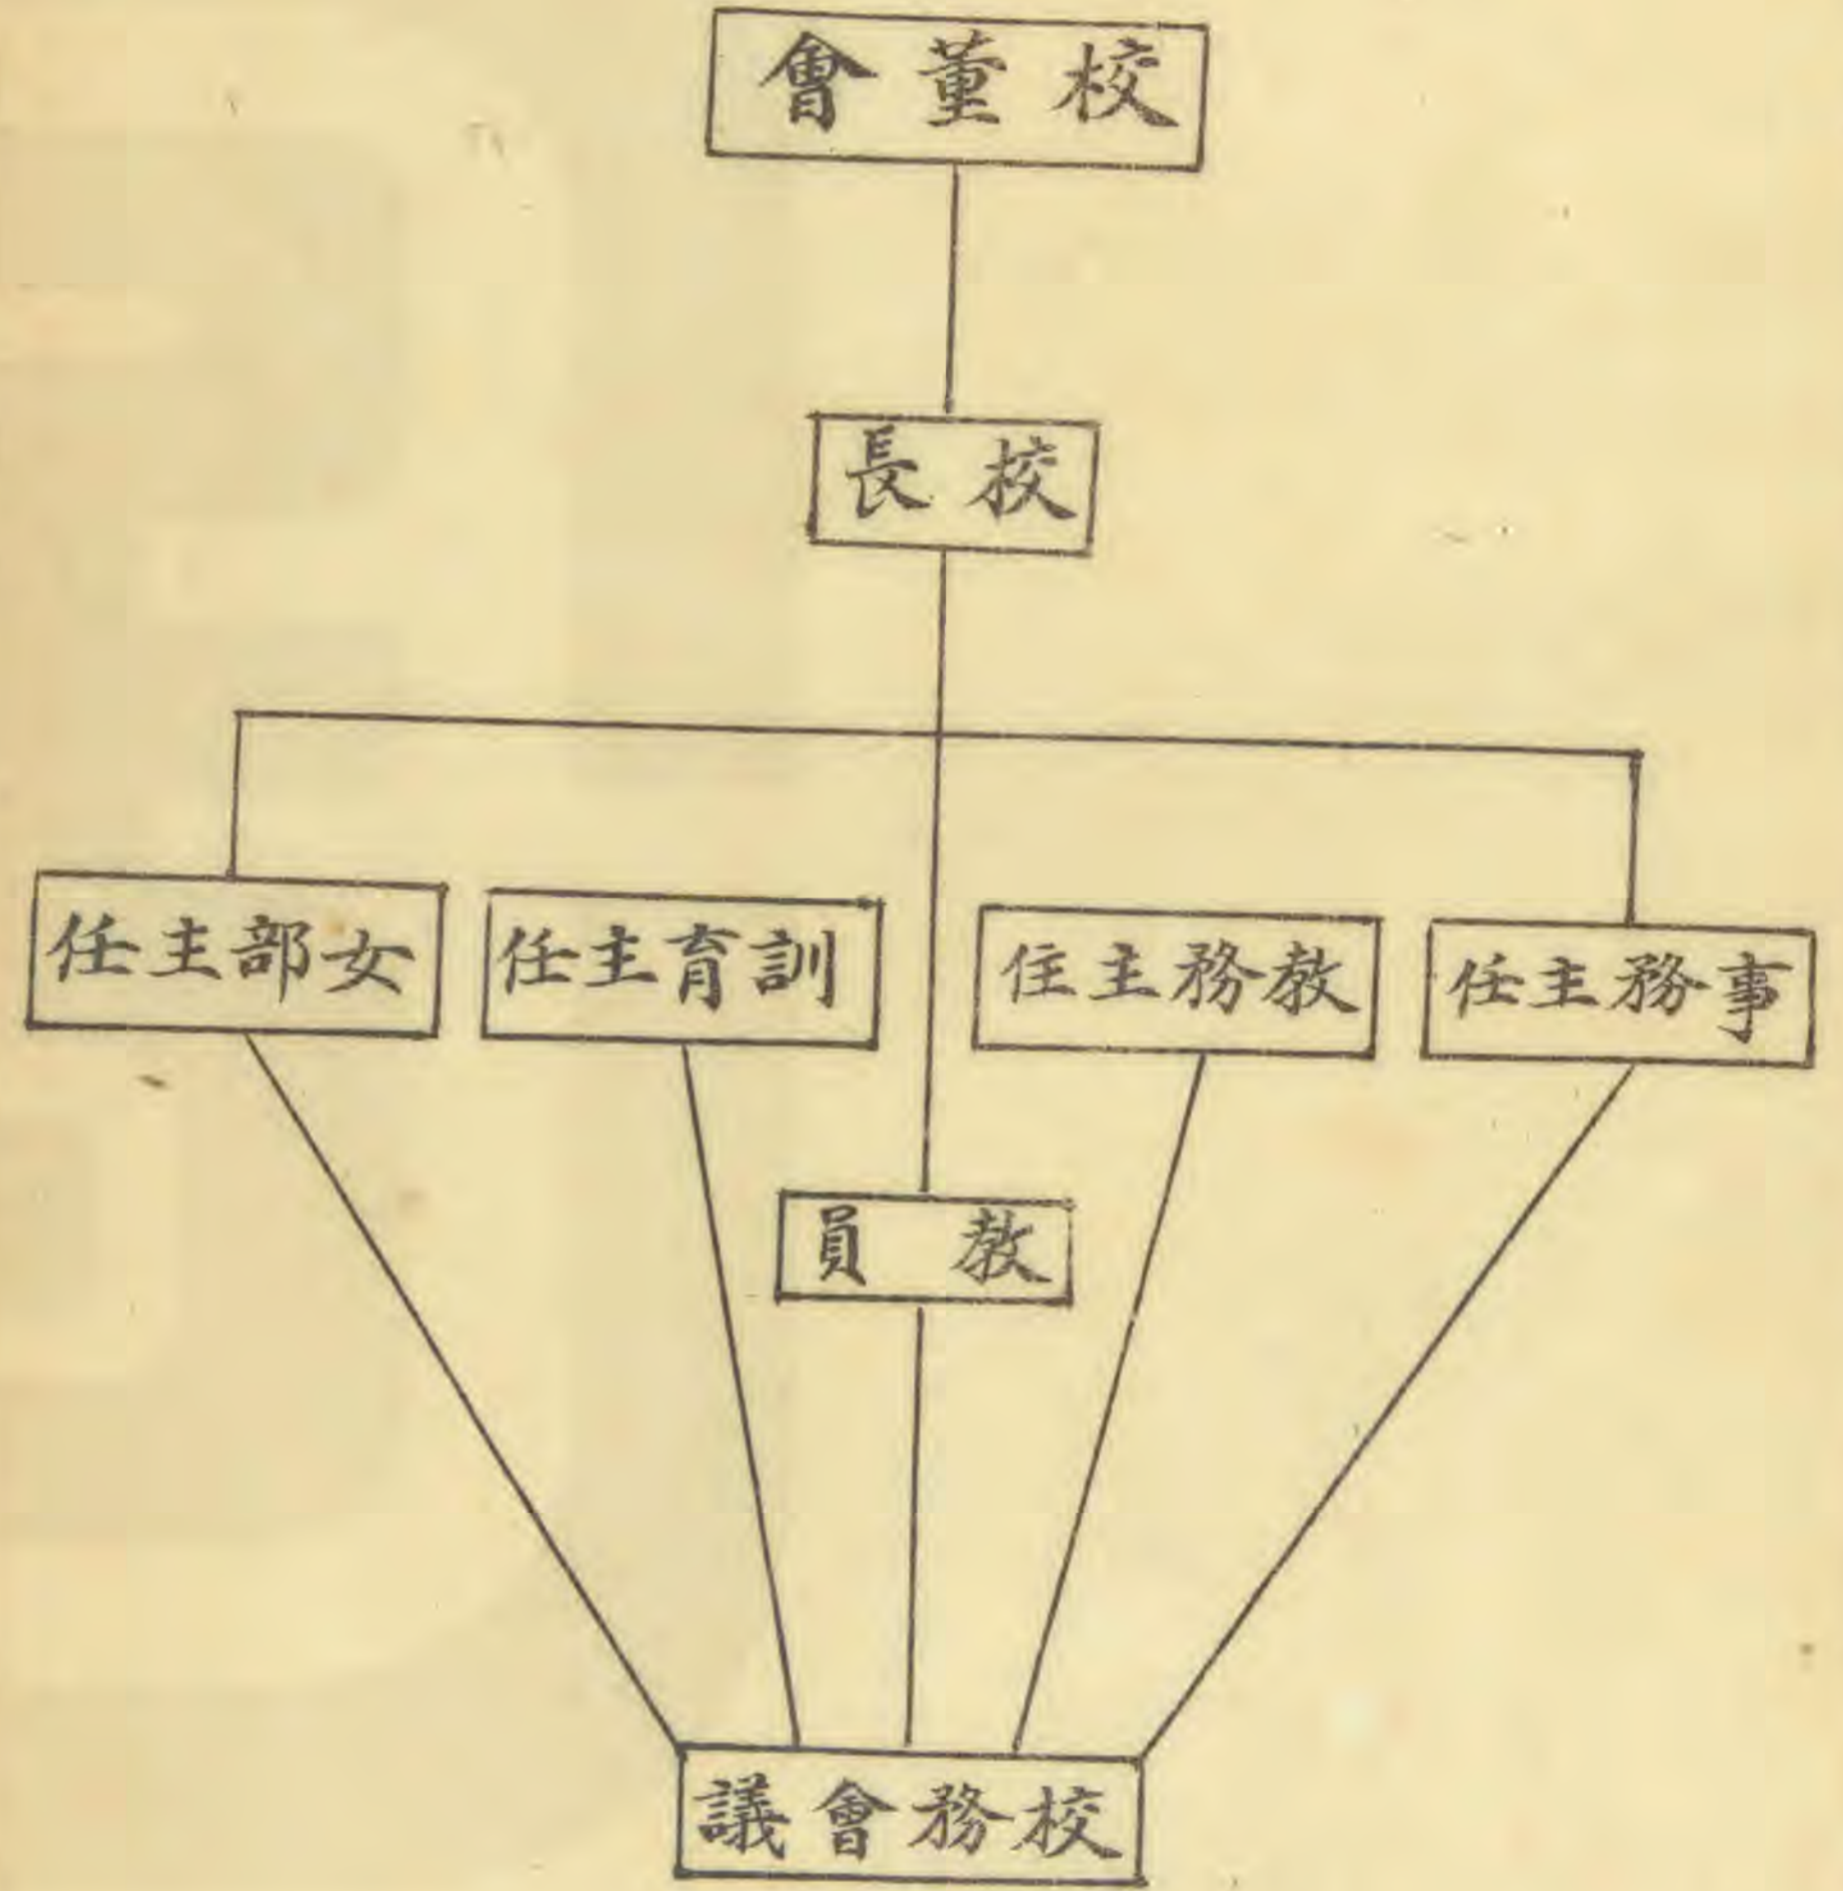 校董會
校長
事務主任
教務主任
訓育主任
女部主任
教員
校務會議